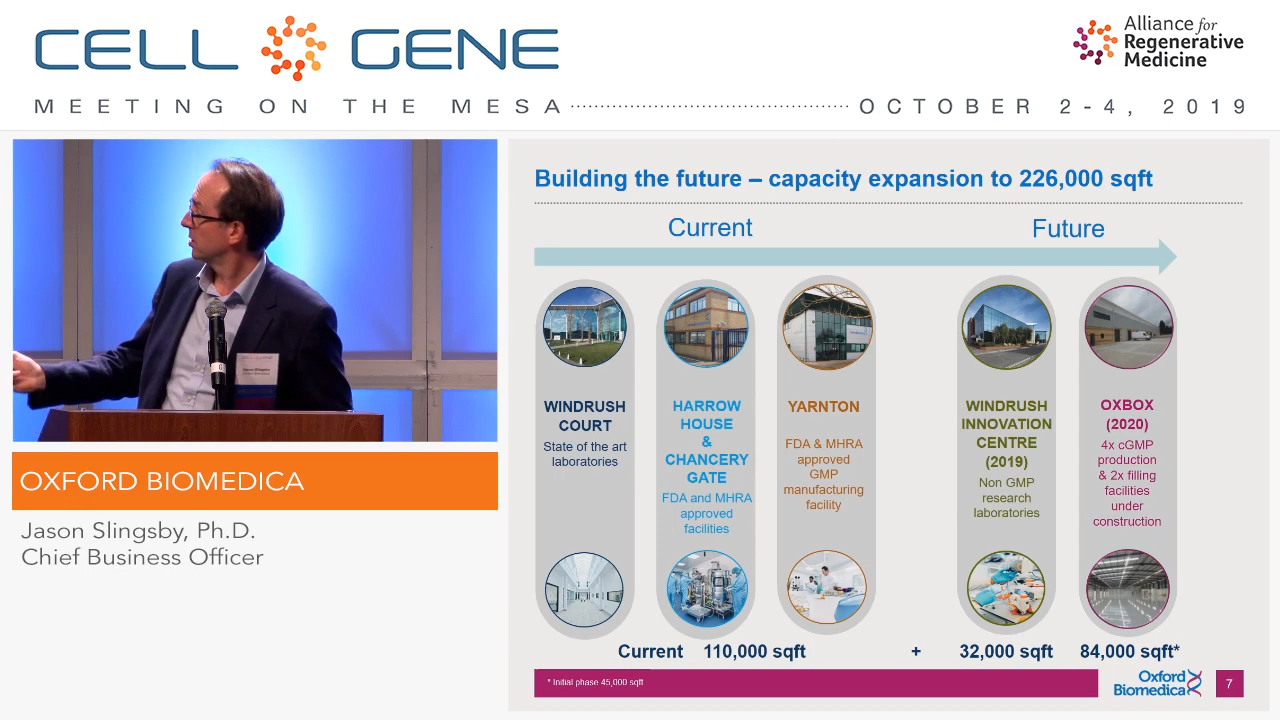 CELL GENE
Alliance for
Regenerative
Medicine
MEETING ON THE MESA
OCTOBER 2-4, 2019
Building the future – capacity expansion to 226,000 sqft
Current
Future
WINDRUSH
COURT
State of the art
laboratories
HARROW
HOUSE
&
CHANCERY
GATE
FDA and MHRA
approved
facilities
YARNTON
FDA & MHRA
approved
GMP
manufacturing
facility
WINDRUSH
INNOVATION
CENTRE
(2019)
Non GMP
research
laboratories
OXBOX
(2020)
4x cGMP
production
& 2x filling
facilities
under
construction
Current 110,000 sqft + 32,000 sqft 84,000 sqft*
* Initial phase 45,000 sqft
Oxford
Biomedica
7
OXFORD BIOMEDICA
Jason Slingsby, Ph.D.
Chief Business Officer